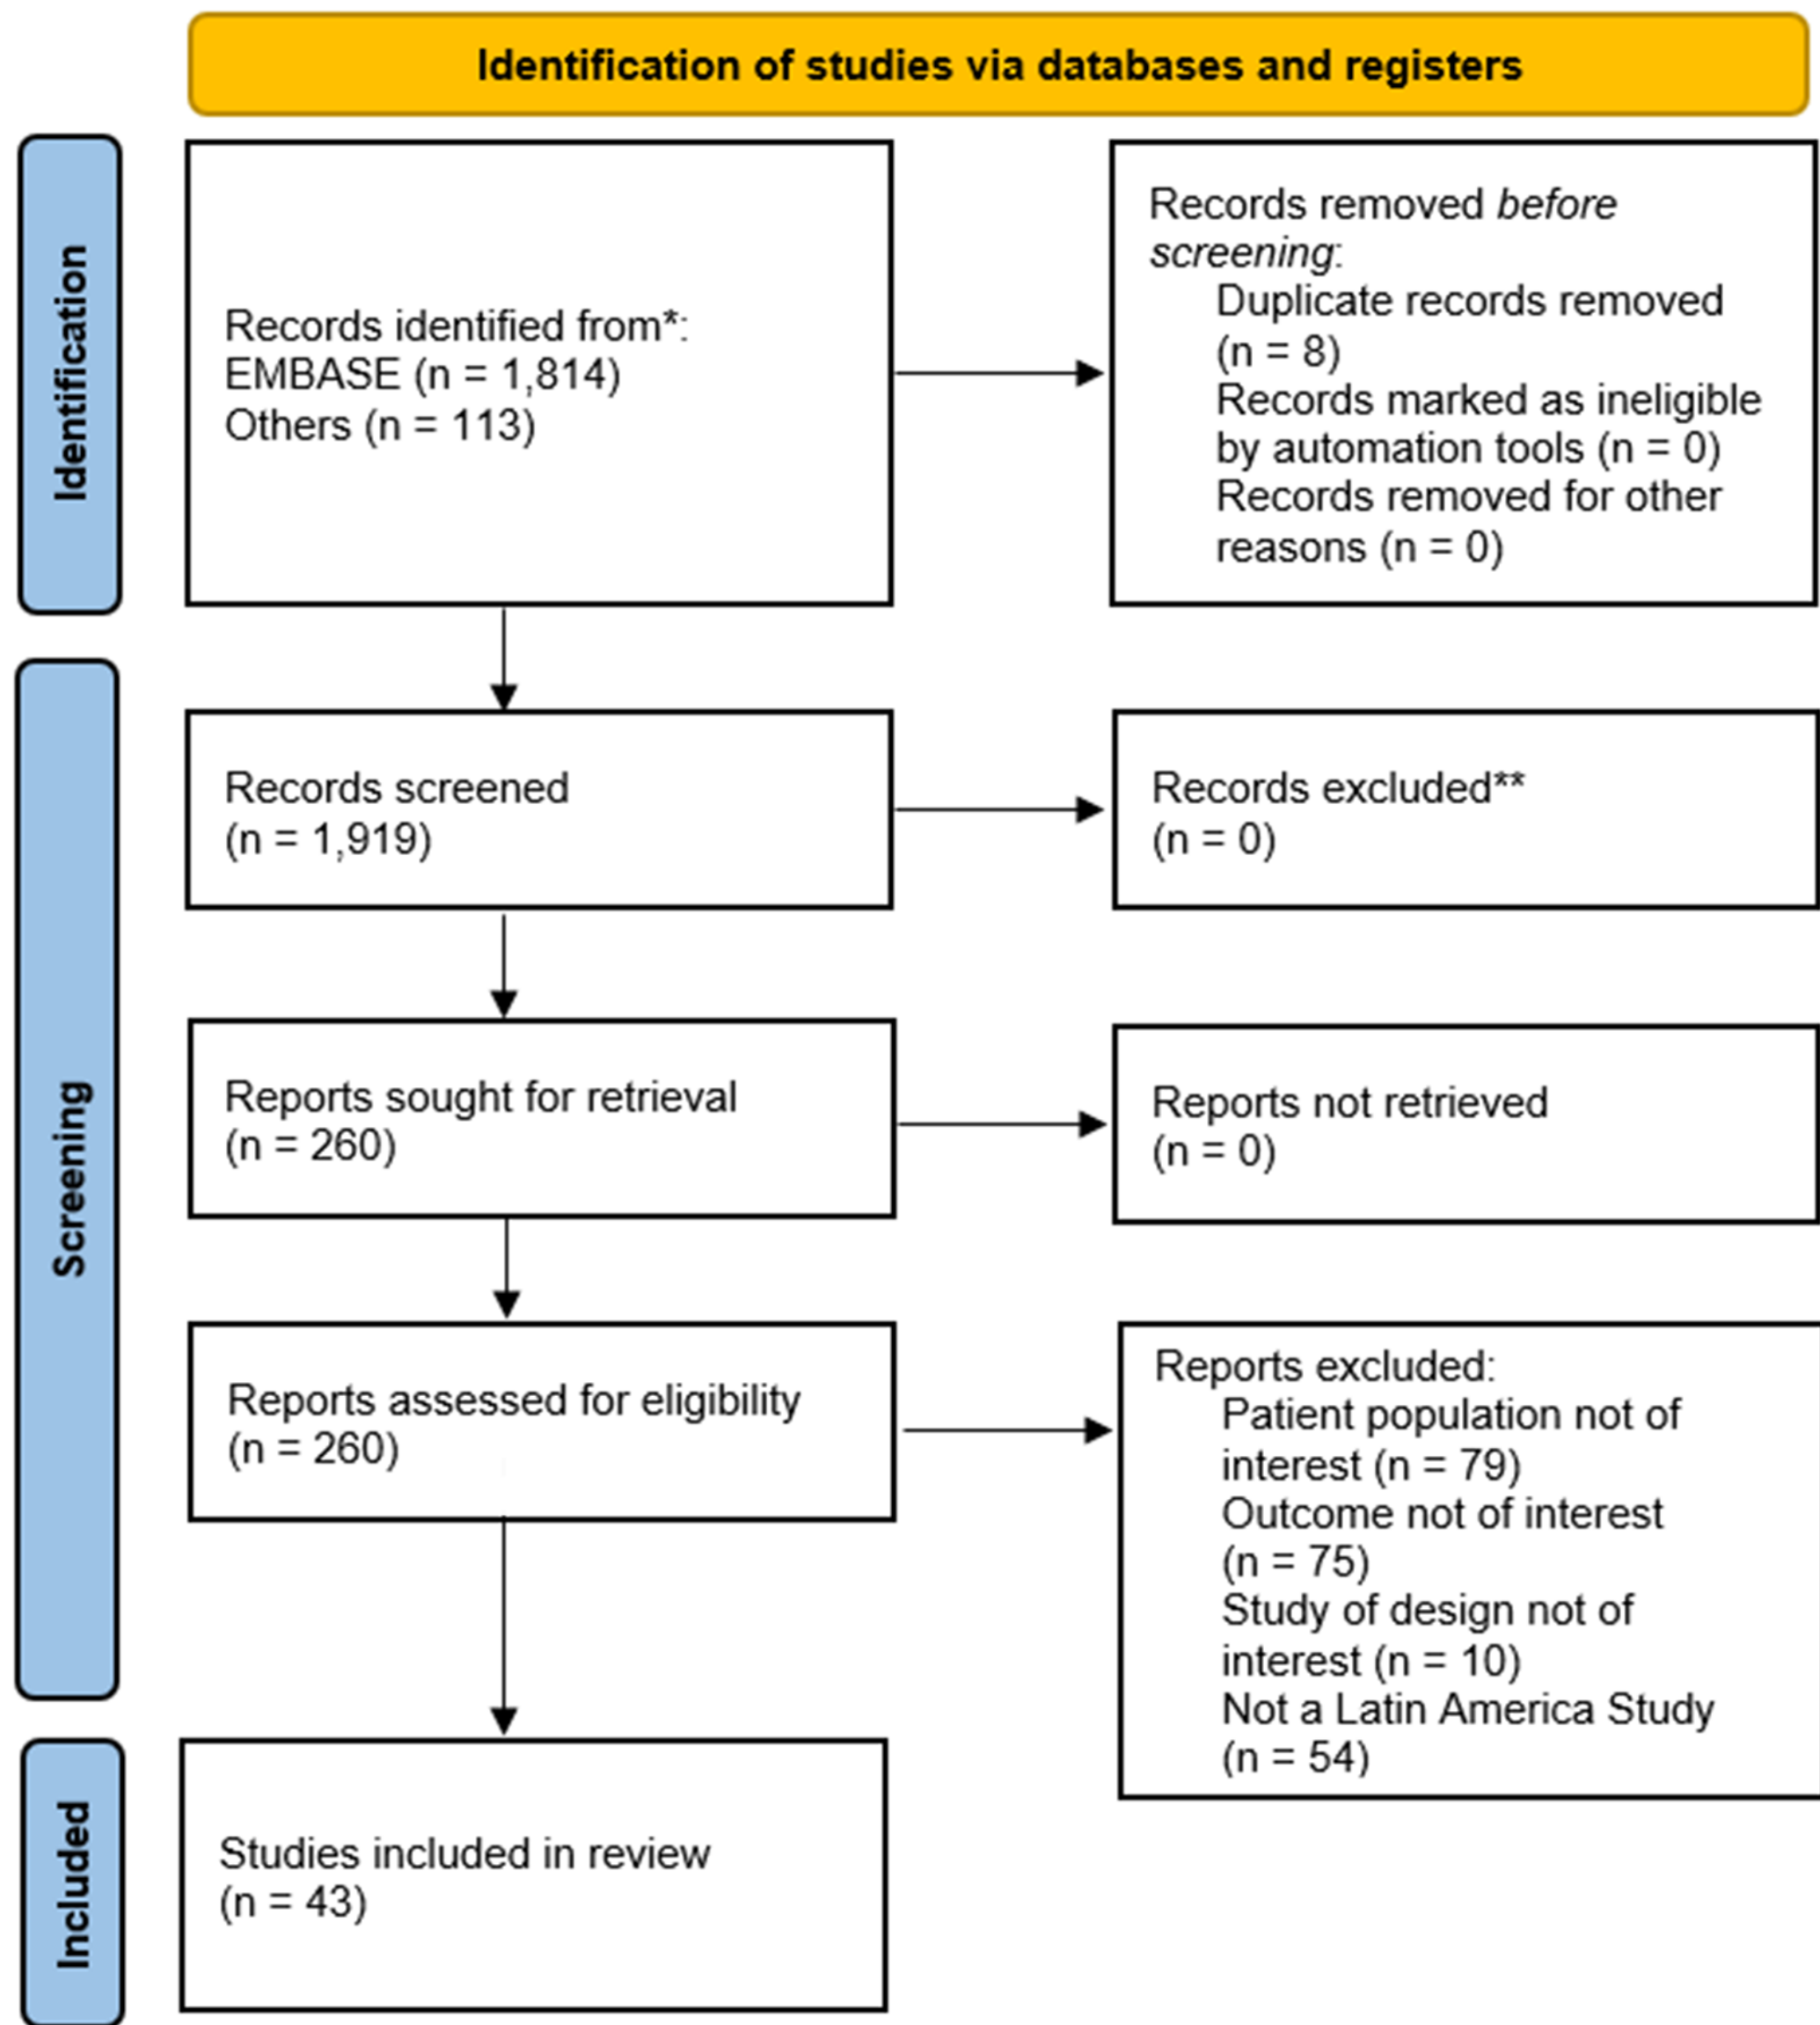 Identification of studies via databases and registers
Identification
Records identified from*:
EMBASE (n = 1,814)
Others (n = 113)
Records removed before
screening:
Duplicate records removed
(n = 8)
Records marked as ineligible
by automation tools (n = 0)
Records removed for other
reasons (n = 0)
Screening
Records screened
(n = 1,919)
Records excluded**
(n = 0)
Reports sought for retrieval
(n = 260)
Reports not retrieved
(n = 0)
Reports assessed for eligibility
(n = 260)
Reports excluded:
Patient population not of
interest (n = 79)
Outcome not of interest
(n = 75)
Study of design not of
interest (n = 10)
Not a Latin America Study
(n = 54)
Included
Studies included in review
(n = 43)